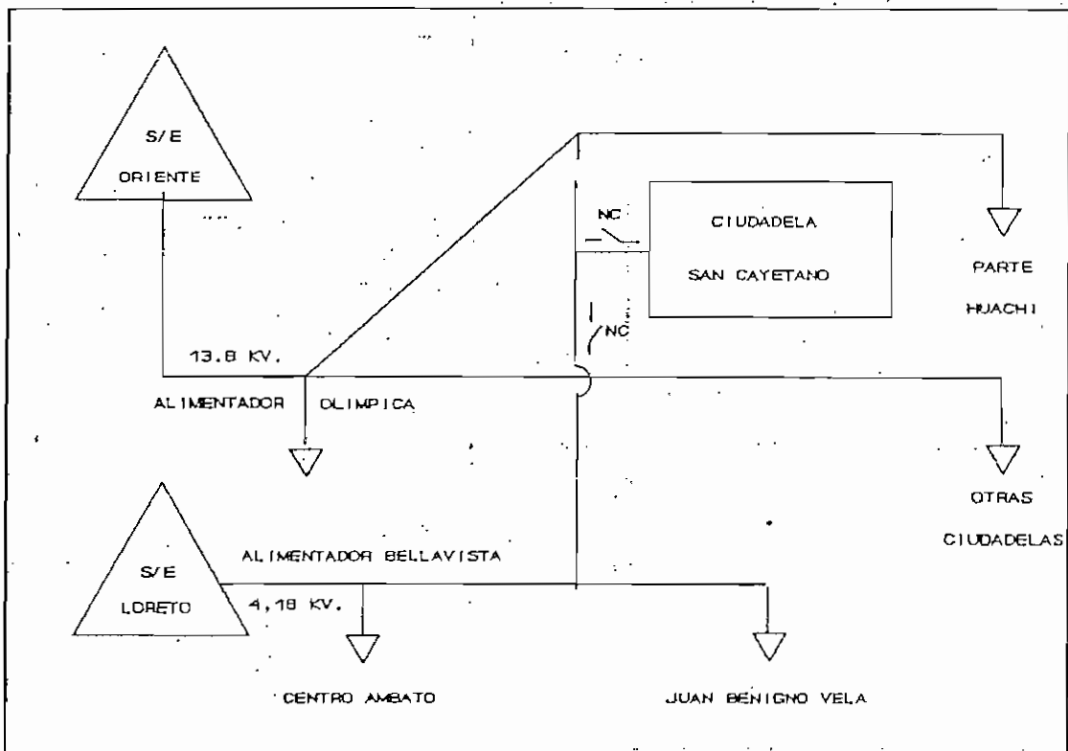 S/E
ORIENTE
NC
CIUDADELA
SAN CAYETANO
PARTE
HUACHI
NC
13.8 KV.
ALIMENTADOR OLIMPICA
OTRAS
CIUDADELAS
ALIMENTADOR BELLAVISTA
S/E
LORETO
4,18 KV.
CENTRO AMBATO
JUAN BENIGNO VELA